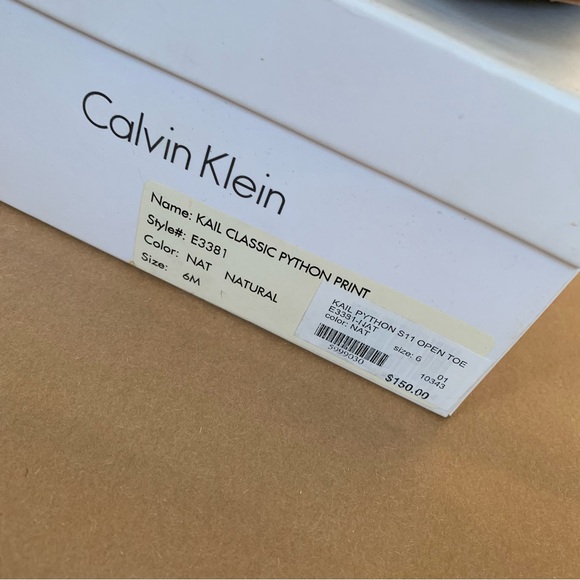 Calvin Klein
Name: KAIL CLASSIC PYTHON PRINT
Style#: E3381
Color: NAT NATURAL
Size: 6M
KAIL PYTHON S11 OPEN TOE
E3381-NAT
color: NAT
size: 6 01
5999030 10343
$150.00